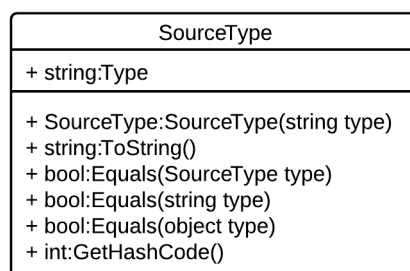 SourceType
+ string:Type
+ SourceType:SourceType(string type)
+ string:ToString()
+ bool:Equals(SourceType type)
+ bool:Equals(string type)
+ bool:Equals(object type)
+ int:GetHashCode()